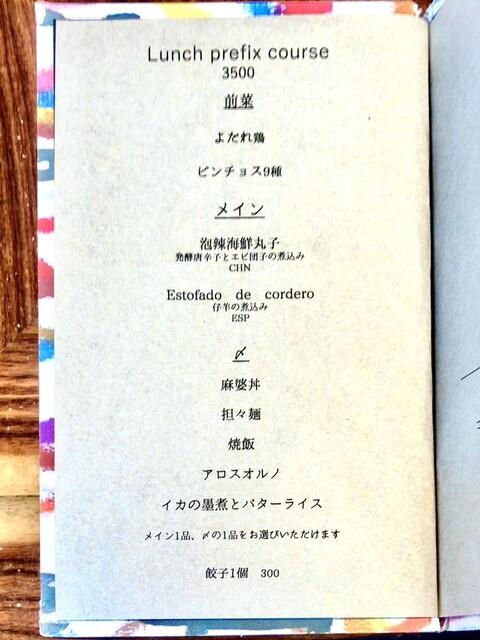 Lunch prefix course
3500
前菜
よだれ鶏
ピンチョス9種
メイン
泡辣海鮮丸子
発酵唐辛子とエビ団子の煮込み
CHN
Estofado de cordero
仔羊の煮込み
ESP
〆
麻婆丼
担々麺
焼飯
アロスオルノ
イカの墨煮とバターライス
メイン1品、〆の1品をお選びいただけます
餃子1個 300